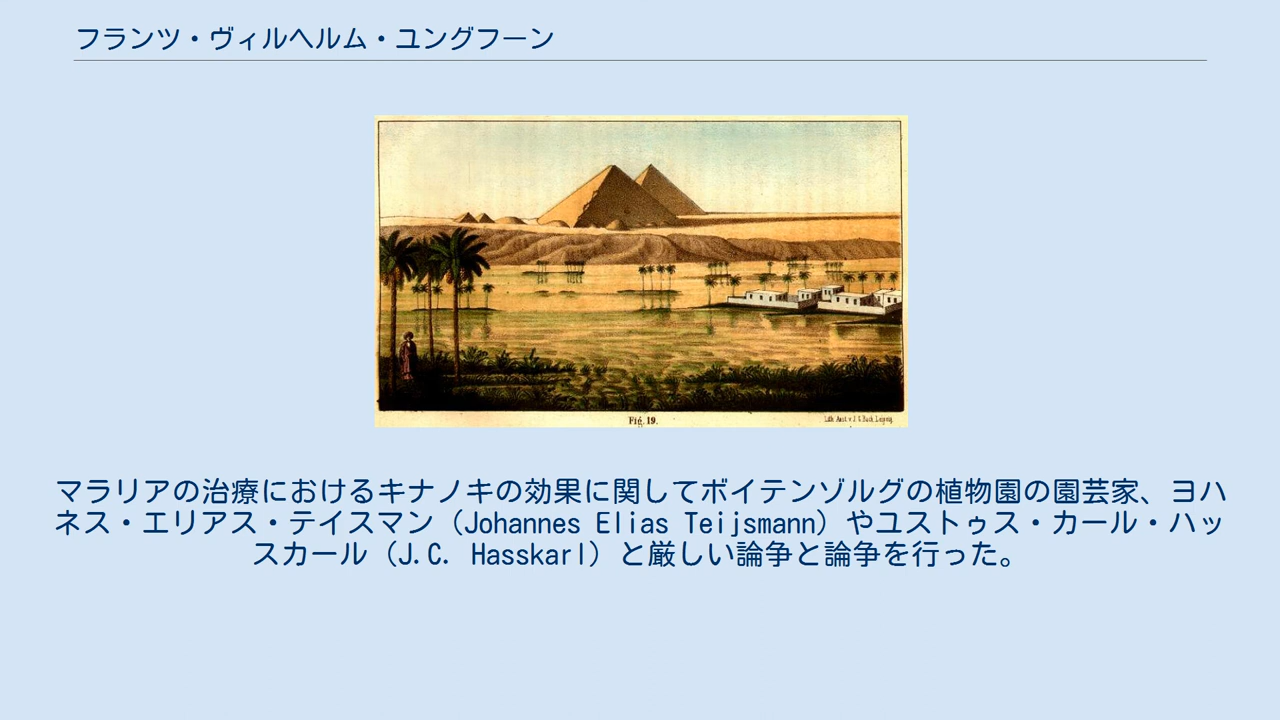 フランツ・ヴィルヘルム・ユングフーン
Fig. 19.
マラリアの治療におけるキナノキの効果に関してボイテンゾルグの植物園の園芸家、ヨハ
ネス・エリアス・テイスマン（Johannes Elias Teijsmann）やユストゥス・カール・ハッ
スカール（J.C. Hasskarl）と厳しい論争と論争を行った。